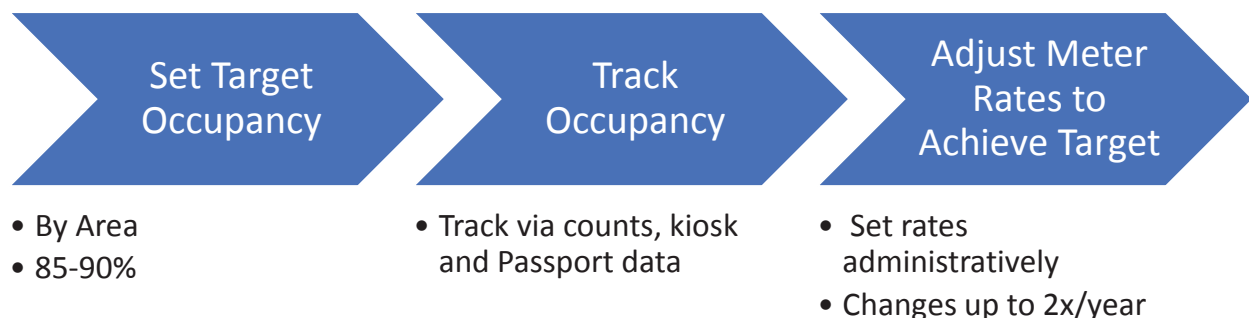 Set Target
Occupancy
• By Area
• 85-90%
Track
Occupancy
• Track via counts, kiosk
and Passport data
Adjust Meter
Rates to
Achieve Target
• Set rates
administratively
• Changes up to 2x/year